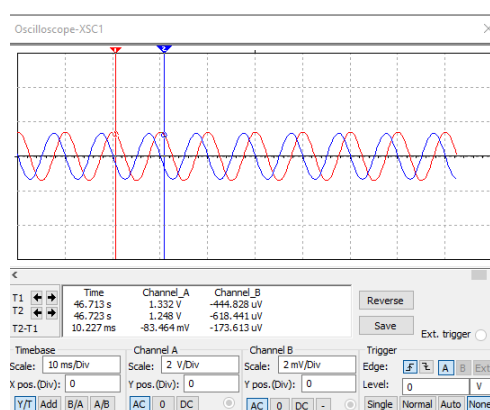 Oscilloscope-XSC1
1 2
<
Time Channel_A Channel_B
T1 46.713 s 1.332 V -444.828 uV
T2 46.723 s 1.248 V -618.441 uV
T2-T1 10.227 ms -83.464 mV -173.613 uV
Reverse
Save
Ext. trigger
Timebase Channel A Channel B Trigger
Scale: 10 ms/Div Scale: 2 V/Div Scale: 2 mV/Div Edge: A B Ext
X pos.(Div): 0 Y pos.(Div): 0 Y pos.(Div): 0 Level: 0 V
Y/T Add B/A A/B AC 0 DC AC 0 DC - Single Normal Auto None